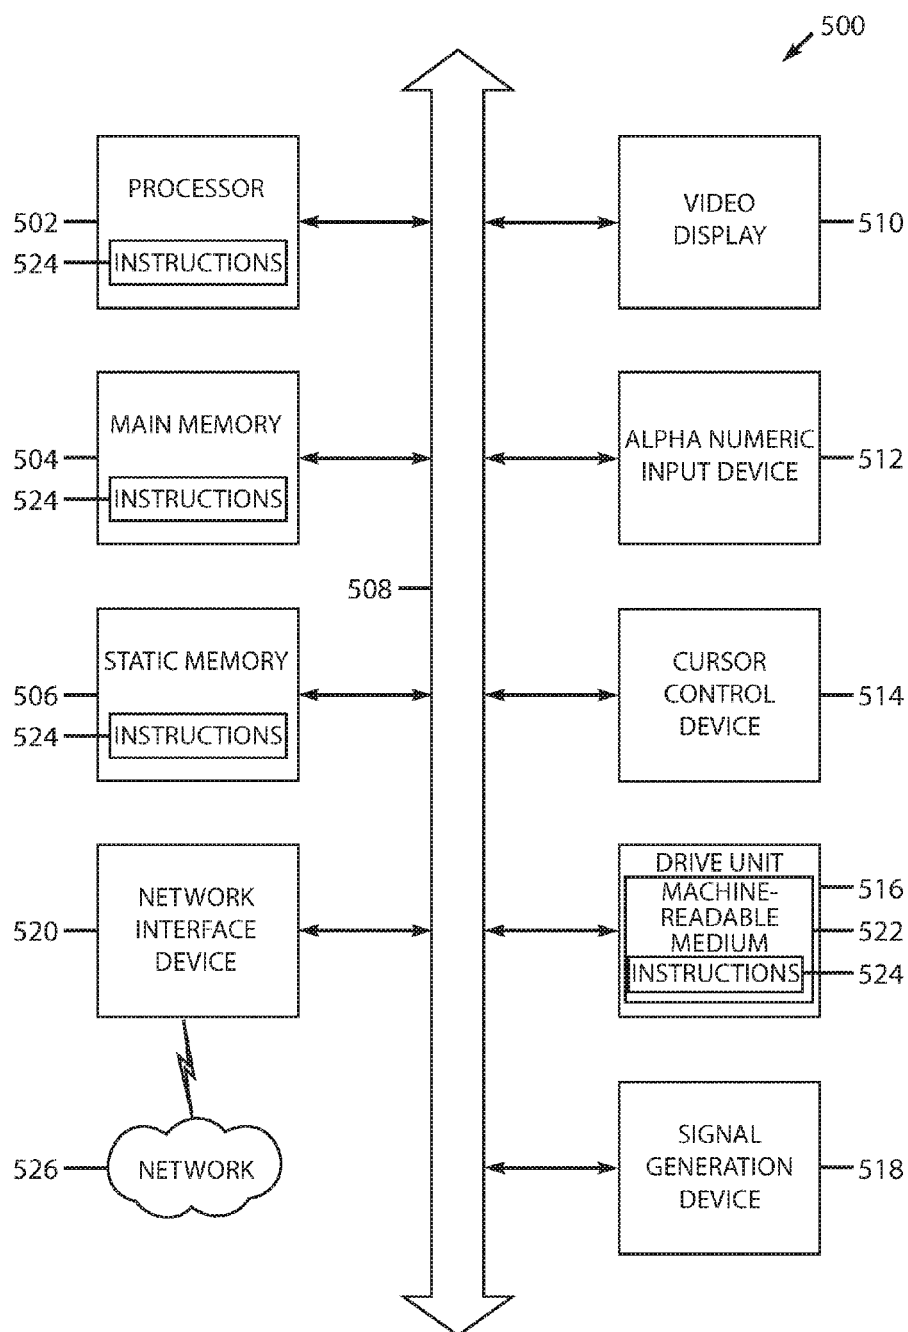 500
PROCESSOR
502
524
INSTRUCTIONS
VIDEO
DISPLAY
510
MAIN MEMORY
504
524
INSTRUCTIONS
ALPHA NUMERIC
INPUT DEVICE
512
508
STATIC MEMORY
506
524
INSTRUCTIONS
CURSOR
CONTROL
DEVICE
514
NETWORK
INTERFACE
DEVICE
520
DRIVE UNIT
516
MACHINE-
READABLE
MEDIUM
522
INSTRUCTIONS
524
526
NETWORK
SIGNAL
GENERATION
DEVICE
518